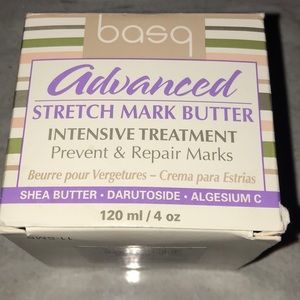 basq
Advanced
STRETCH MARK BUTTER
INTENSIVE TREATMENT
Prevent & Repair Marks
Beurre pour Vergetures – Crema para Estrias
SHEA BUTTER • DARUTOSIDE • ALGESIUM C
120 ml / 4 oz